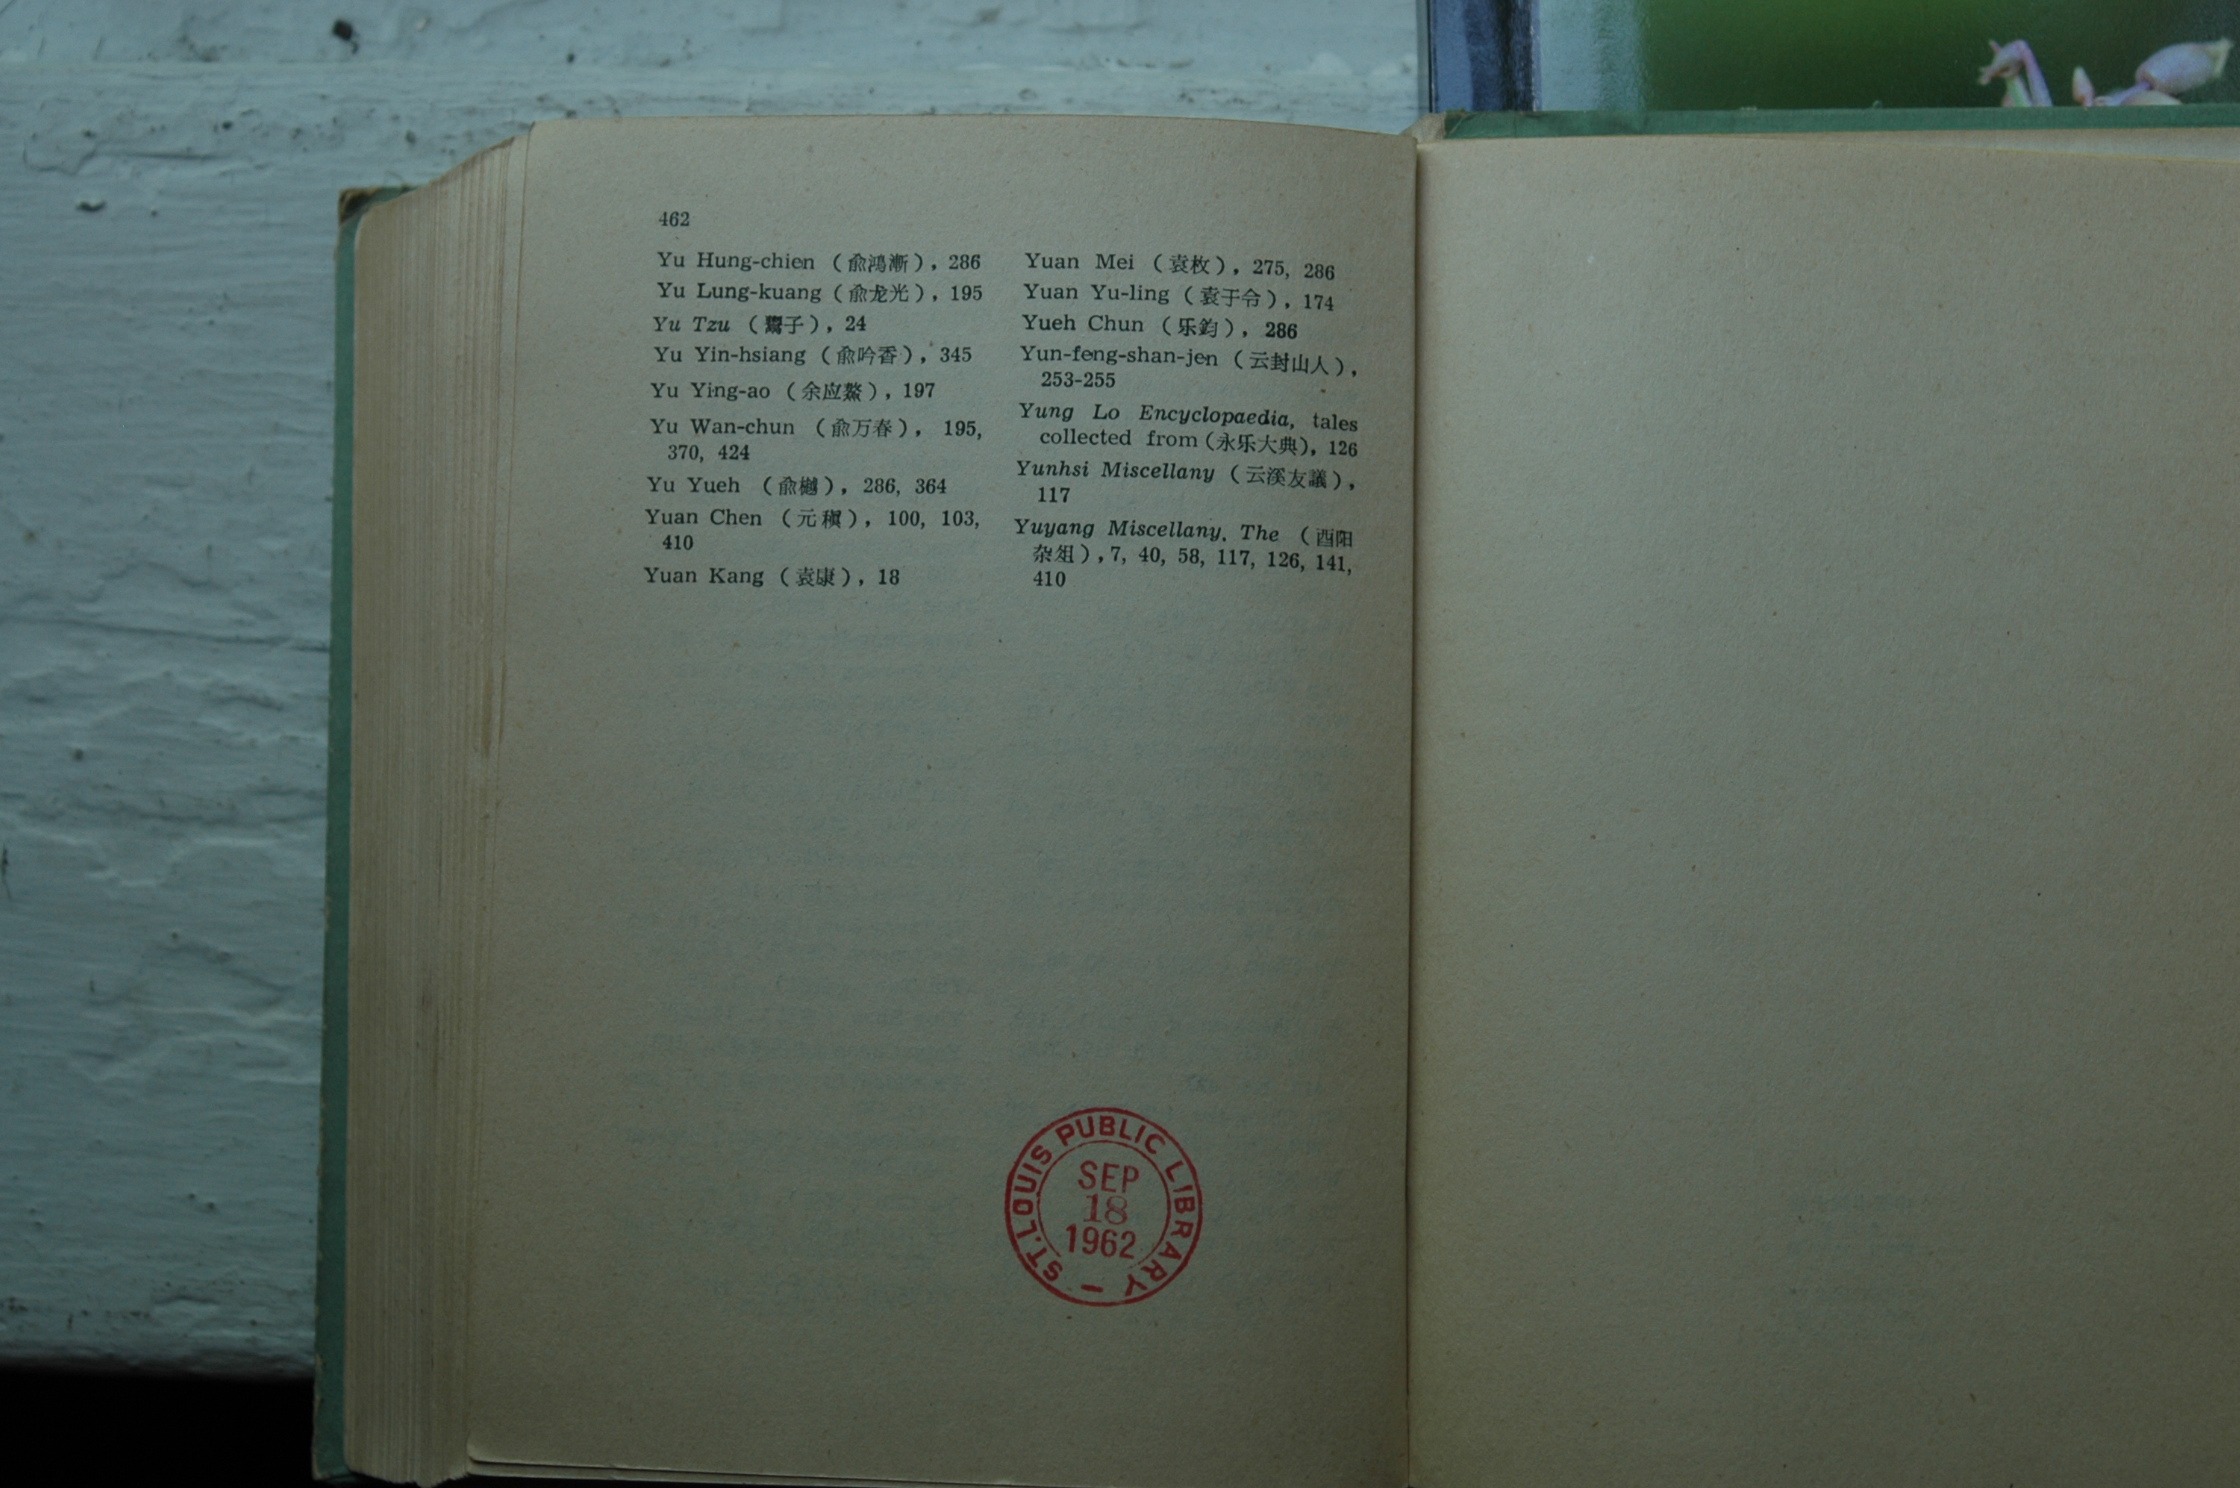 462
Yu Hung-chien (俞鴻漸), 286
Yu Lung-kuang (俞龙光), 195
Yu Tzu (鬻子), 24
Yu Yin-hsiang (俞吟香), 345
Yu Ying-ao (余应鰲), 197
Yu Wan-chun (俞万春), 195,
370, 424
Yu Yueh (俞樾), 286, 364
Yuan Chen (元稹), 100, 103,
410
Yuan Kang (袁康), 18
Yuan Mei (袁枚), 275, 286
Yuan Yu-ling (袁于令), 174
Yueh Chun (乐鈞), 286
Yun-feng-shan-jen (云封山人),
253-255
Yung Lo Encyclopaedia, tales
collected from (永乐大典), 126
Yunhsi Miscellany (云溪友議),
117
Yuyang Miscellany, The (酉阳
杂俎), 7, 40, 58, 117, 126, 141,
410
ST. LOUIS PUBLIC LIBRARY –
SEP
18
1962